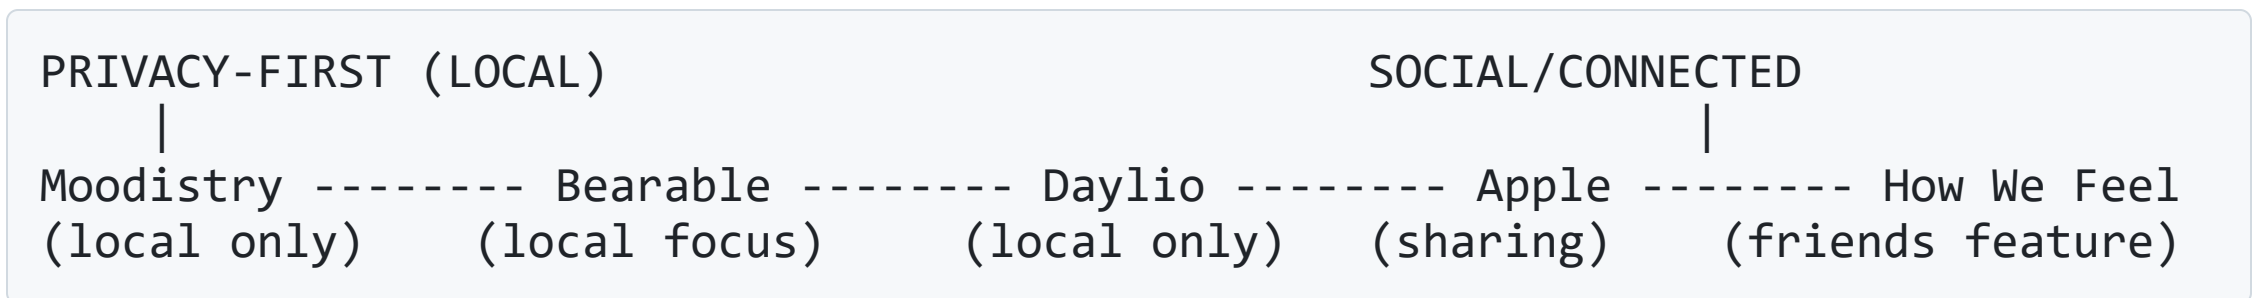 PRIVACY-FIRST (LOCAL)                                    SOCIAL/CONNECTED
    |                                                         |
Moodistry -------- Bearable -------- Daylio -------- Apple -------- How We Feel
(local only)    (local focus)     (local only)   (sharing)    (friends feature)